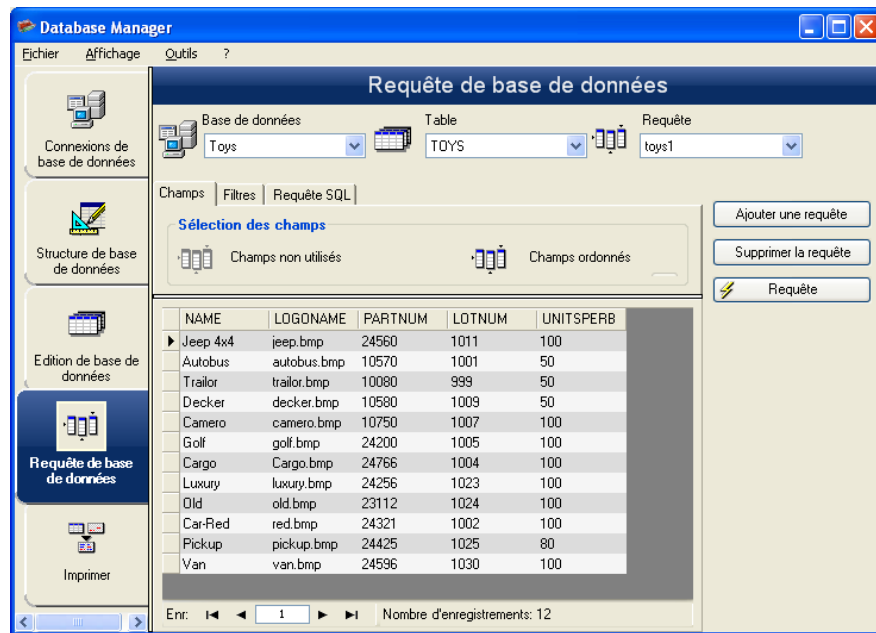 Database Manager
Fichier Affichage Outils ?
Requête de base de données
Connexions de
base de données
Structure de base
de données
Edition de base de
données
Requête de base
de données
Imprimer
Base de données Table Requête
Toys TOYS toys1
Champs Filtres Requête SQL
Sélection des champs
Champs non utilisés Champs ordonnés
Ajouter une requête
Supprimer la requête
Requête
NAME LOGONAME PARTNUM LOTNUM UNITSPERB
Jeep 4x4 jeep.bmp 24560 1011 100
Autobus autobus.bmp 10570 1001 50
Trailor trailor.bmp 10080 999 50
Decker decker.bmp 10580 1009 50
Camero camero.bmp 10750 1007 100
Golf golf.bmp 24200 1005 100
Cargo Cargo.bmp 24766 1004 100
Luxury luxury.bmp 24256 1023 100
Old old.bmp 23112 1024 100
Car-Red red.bmp 24321 1002 100
Pickup pickup.bmp 24425 1025 80
Van van.bmp 24596 1030 100
Enr: 1 Nombre d'enregistrements: 12